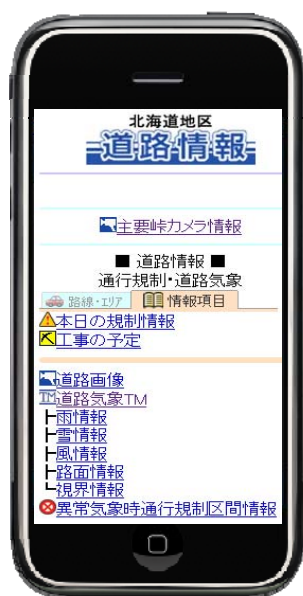 北海道地区
道路情報
主要峠カメラ情報
■ 道路情報 ■
通行規制・道路気象
路線・エリア 情報項目
本日の規制情報
工事の予定
道路画像
TM道路気象TM
├雨情報
├雪情報
├風情報
├路面情報
└視界情報
異常気象時通行規制区間情報